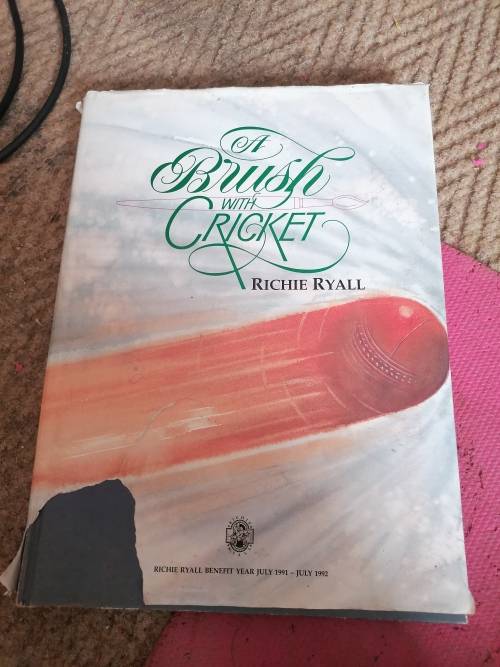 A
Brush
WITH
CRICKET
RICHIE RYALL
RICHIE RYALL BENEFIT YEAR JULY 1991 – JULY 1992